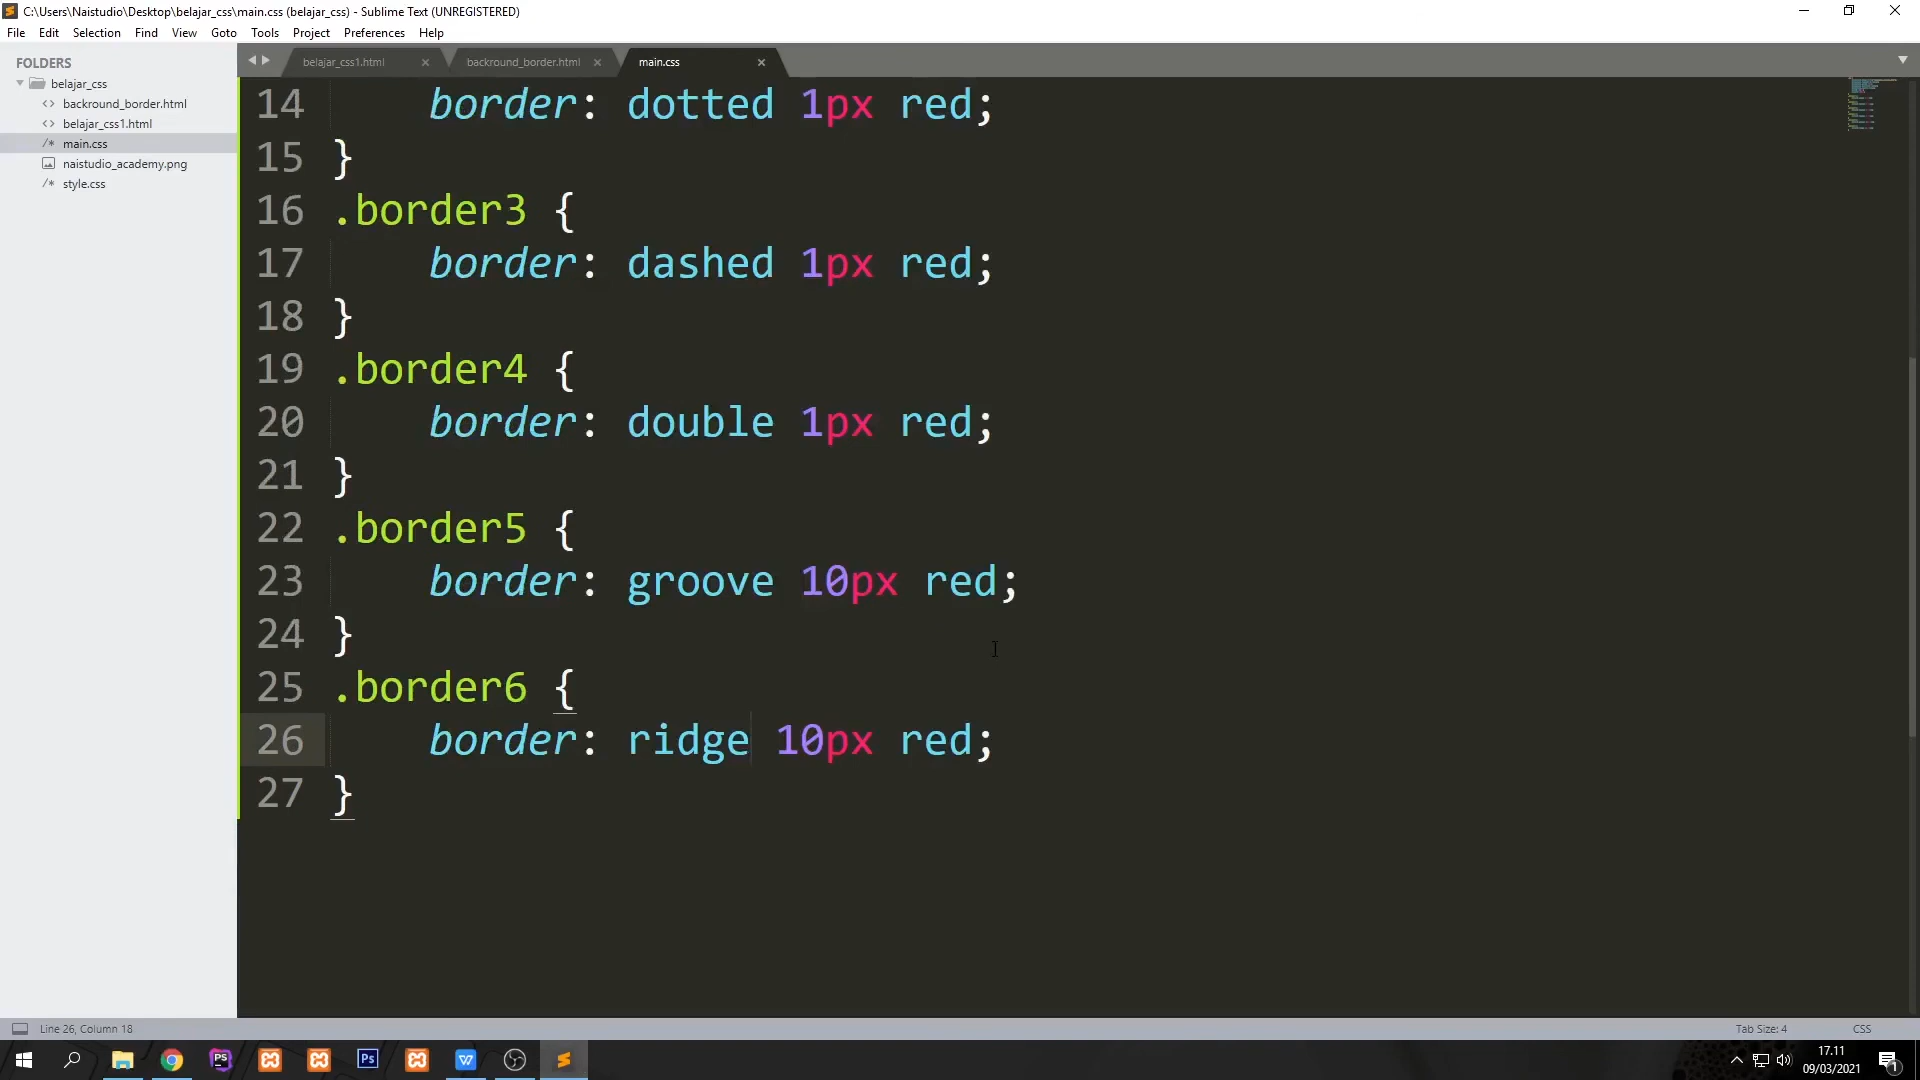 C:\Users\Naistudio\Desktop\belajar_css\main.css (belajar_css) - Sublime Text (UNREGISTERED)
File Edit Selection Find View Goto Tools Project Preferences Help
FOLDERS
belajar_css
backround_border.html
belajar_css1.html
main.css
naistudio_academy.png
style.css
belajar_css1.html backround_border.html main.css
14 border: dotted 1px red;
15 }
16 .border3 {
17 border: dashed 1px red;
18 }
19 .border4 {
20 border: double 1px red;
21 }
22 .border5 {
23 border: groove 10px red;
24 }
25 .border6 {
26 border: ridge 10px red;
27 }
Line 26, Column 18 Tab Size: 4 CSS
17.11
09/03/2021